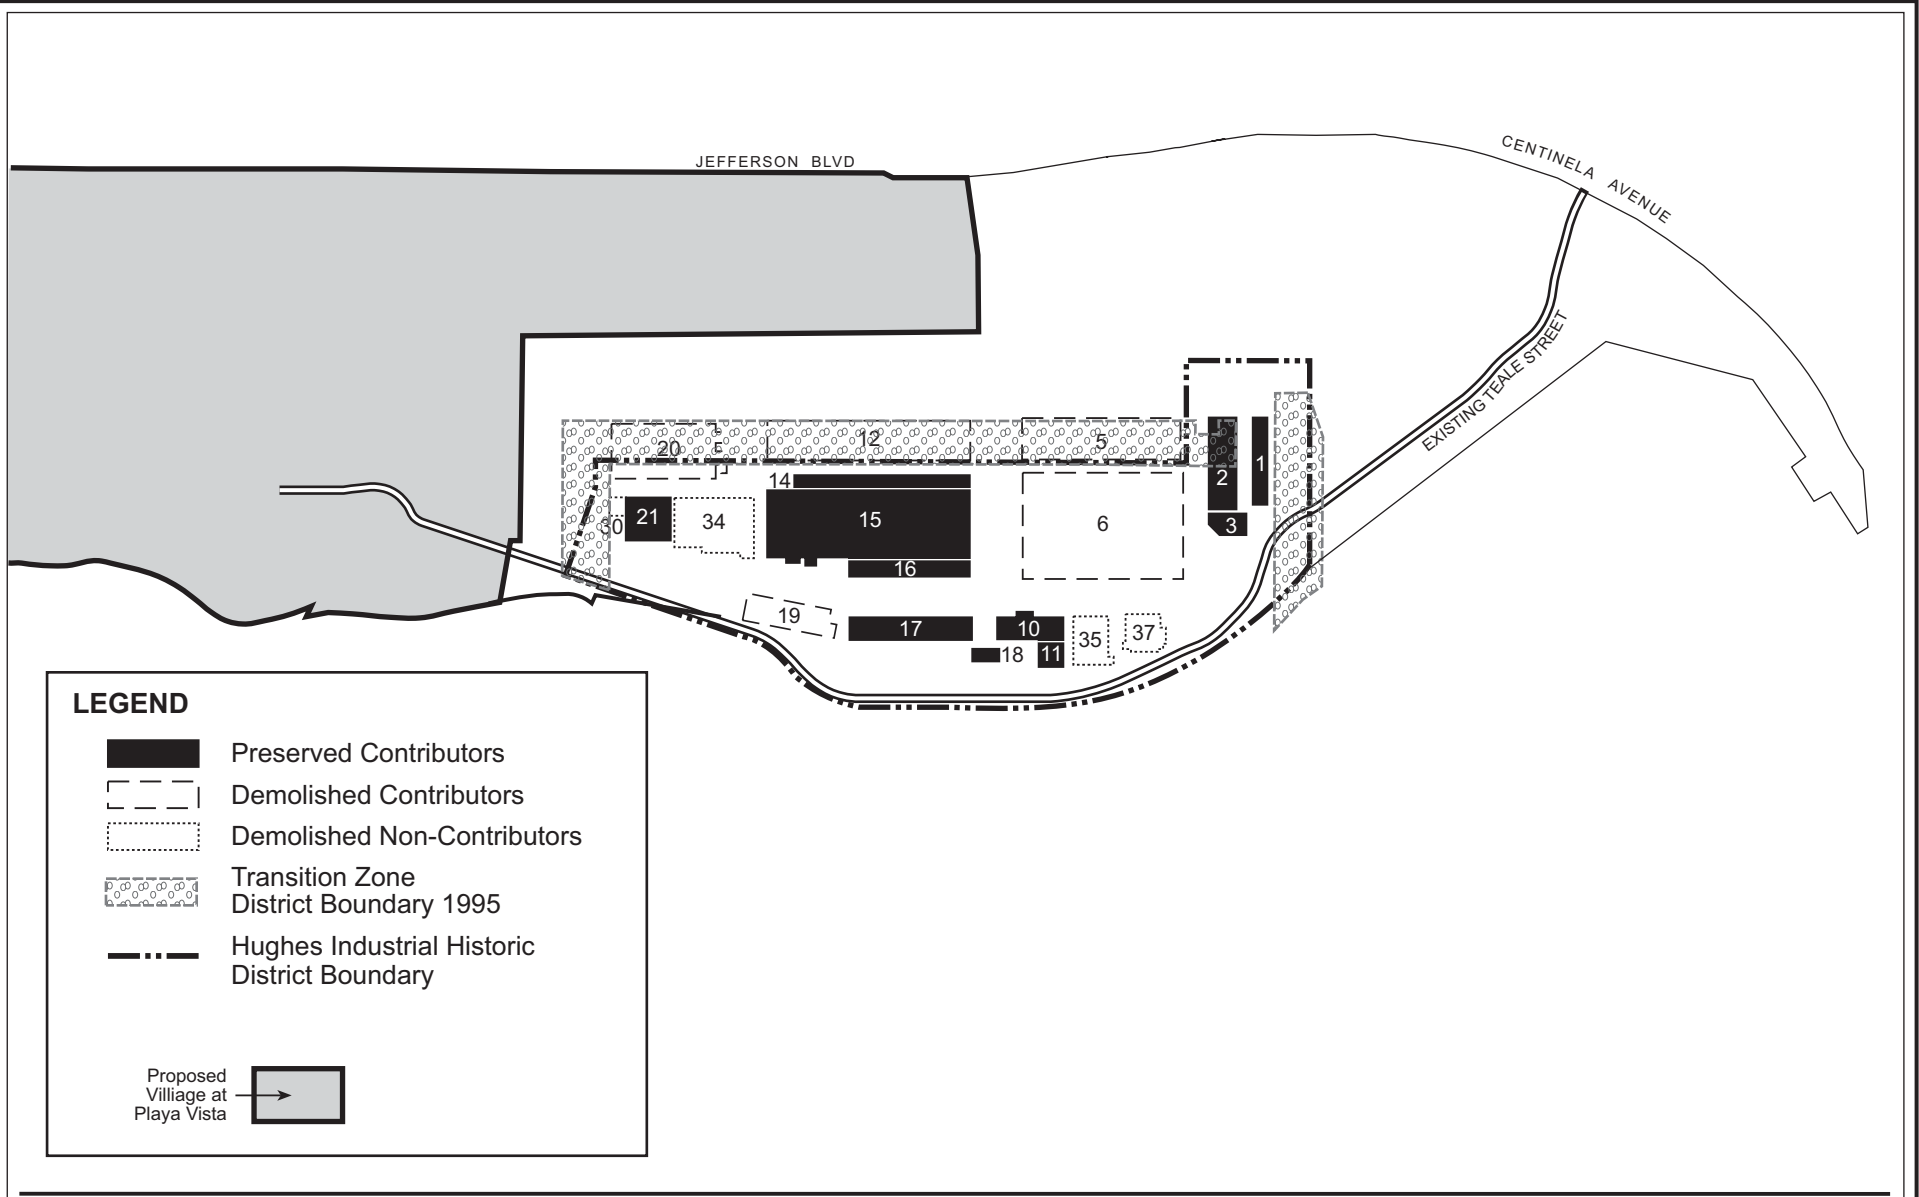 JEFFERSON BLVD
CENTINELA AVENUE
EXISTING TEALE STREET
20
12
5
14
2
1
30
21
34
15
6
3
16
19
17
10
18
11
35
37
LEGEND
Preserved Contributors
Demolished Contributors
Demolished Non-Contributors
Transition Zone
District Boundary 1995
Hughes Industrial Historic
District Boundary
Proposed
Villiage at
Playa Vista